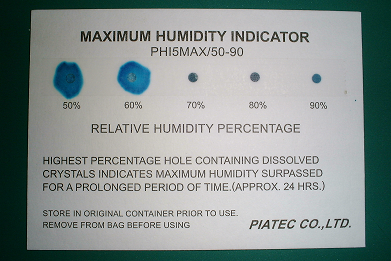 MAXIMUM HUMIDITY INDICATOR
PHI5MAX/50-90
50% 60% 70% 80% 90%
RELATIVE HUMIDITY PERCENTAGE
HIGHEST PERCENTAGE HOLE CONTAINING DISSOLVED
CRYSTALS INDICATES MAXIMUM HUMIDITY SURPASSED
FOR A PROLONGED PERIOD OF TIME.(APPROX. 24 HRS.)
STORE IN ORIGINAL CONTAINER PRIOR TO USE.
REMOVE FROM BAG BEFORE USING
PIATEC CO.,LTD.